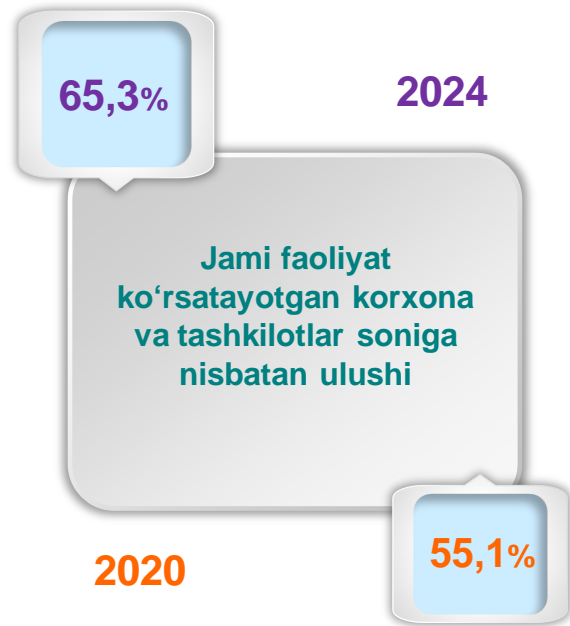 65,3%
2024
Jami faoliyat
ko‘rsatayotgan korxona
va tashkilotlar soniga
nisbatan ulushi
2020
55,1%